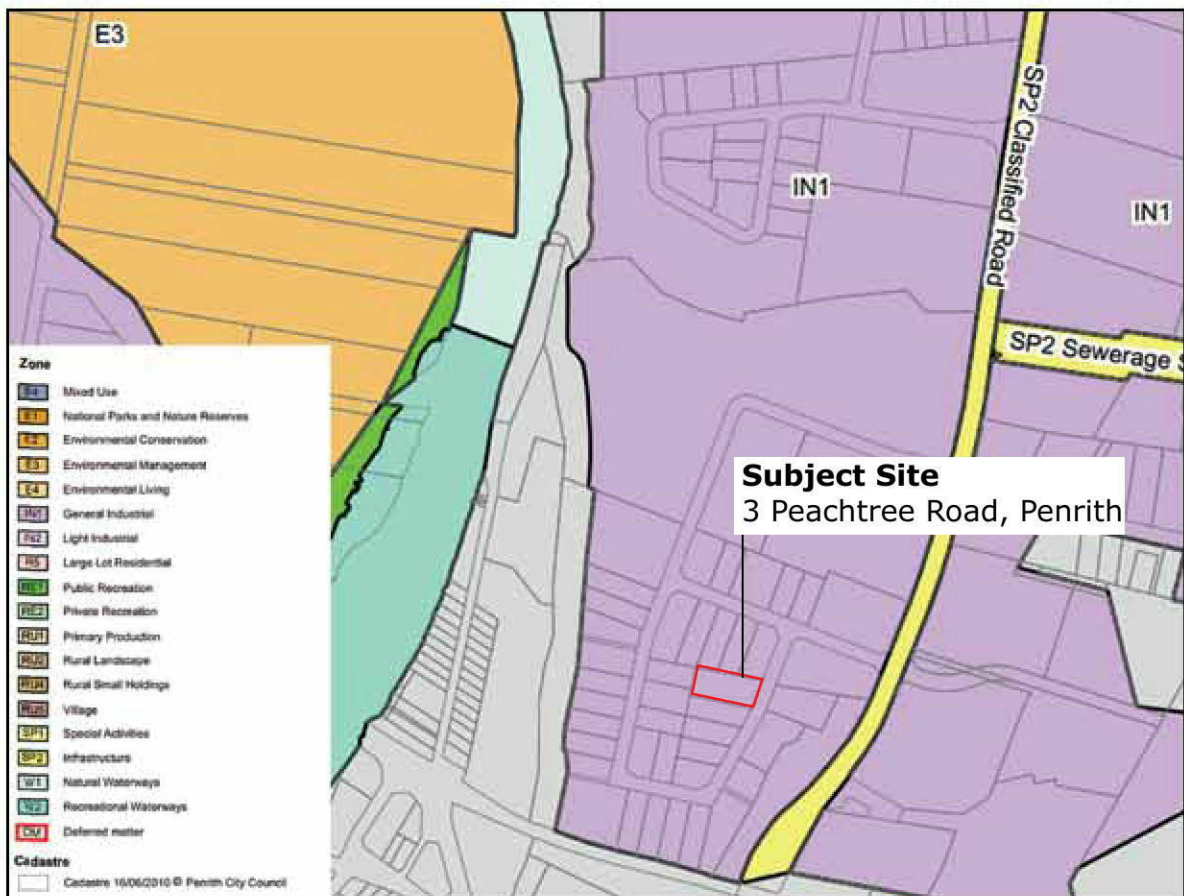 E3
SP2 Classified Road
IN1
IN1
SP2 Sewerage S
Subject Site
3 Peachtree Road, Penrith
Zone
B4 Mixed Use
E1 National Parks and Nature Reserves
E2 Environmental Conservation
E3 Environmental Management
E4 Environmental Living
IN1 General Industrial
IN2 Light Industrial
R5 Large Lot Residential
RE1 Public Recreation
RE2 Private Recreation
RU1 Primary Production
RU2 Rural Landscape
RU4 Rural Small Holdings
RU5 Village
SP1 Special Activities
SP2 Infrastructure
W1 Natural Waterways
W2 Recreational Waterways
DM Deferred matter
Cadastre
Cadastre 16/06/2010 © Penrith City Council